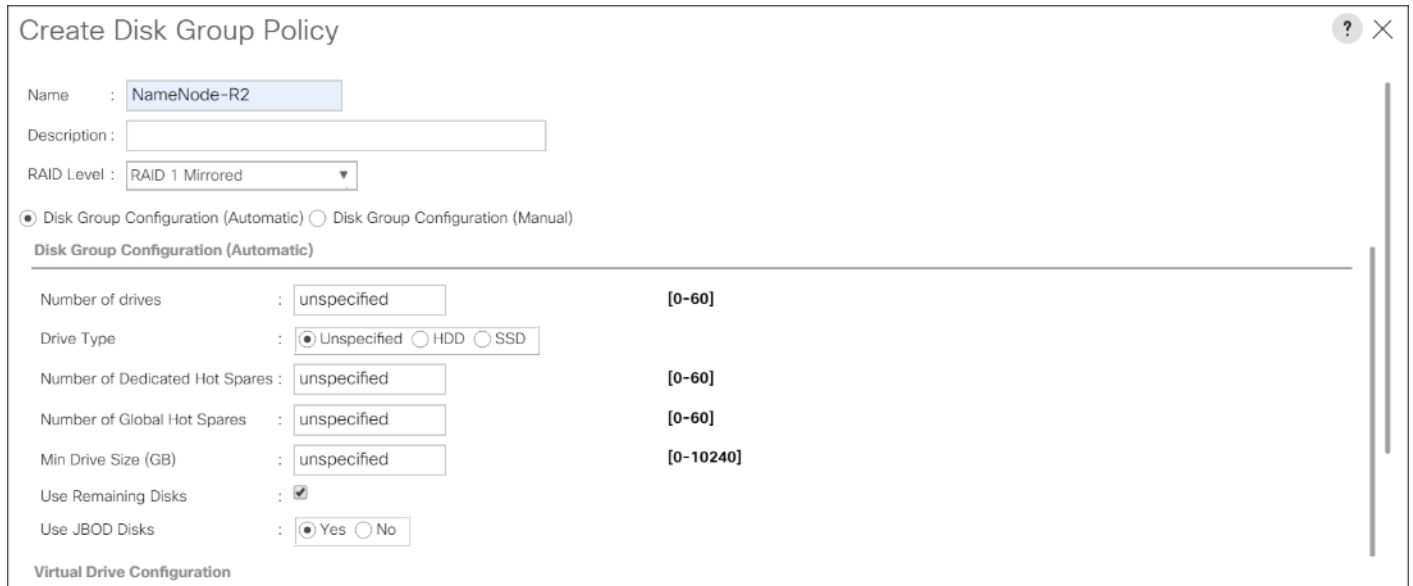 Create Disk Group Policy ?
Name : NameNode-R2
Description :
RAID Level : RAID 1 Mirrored
Disk Group Configuration (Automatic) Disk Group Configuration (Manual)
Disk Group Configuration (Automatic)
Number of drives : unspecified [0-60]
Drive Type : Unspecified HDD SSD
Number of Dedicated Hot Spares : unspecified [0-60]
Number of Global Hot Spares : unspecified [0-60]
Min Drive Size (GB) : unspecified [0-10240]
Use Remaining Disks :
Use JBOD Disks : Yes No
Virtual Drive Configuration